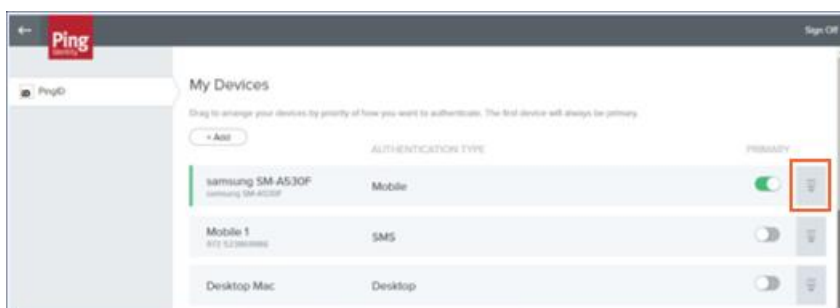 Ping
Identity
Sign Off
PingID
My Devices
Drag to arrange your devices by priority of how you want to authenticate. The first device will always be primary.
+ Add
AUTHENTICATION TYPE
PRIMARY
samsung SM-A530F
Mobile
samsung SM-A530F
Mobile 1
SMS
Desktop Mac
Desktop